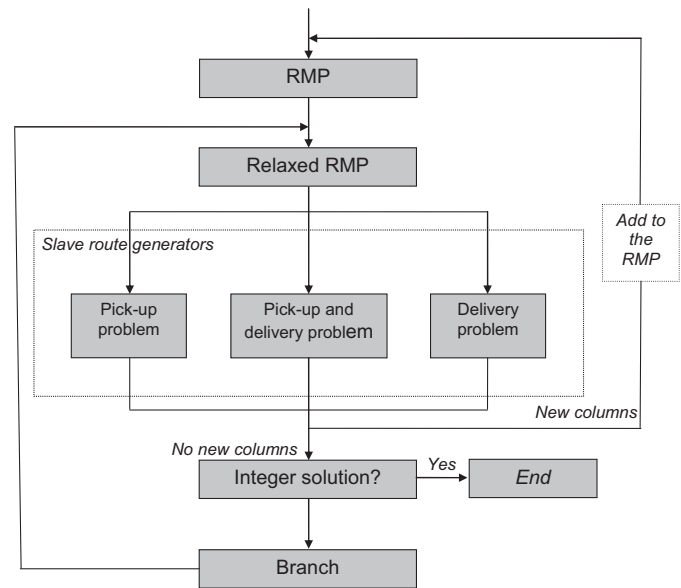 RMP
Relaxed RMP
Add to
the
RMP
Slave route generators
Pick-up
problem
Pick-up and
delivery problem
Delivery
problem
New columns
No new columns
Integer solution?
Yes
End
Branch